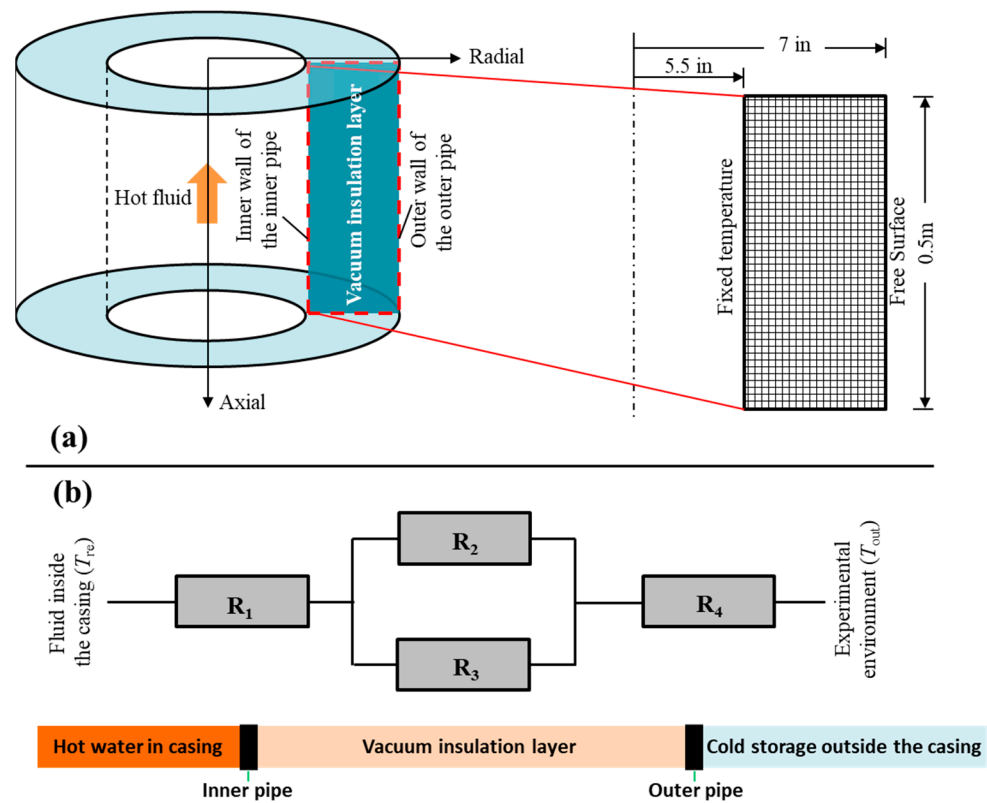 Radial
7 in
5.5 in
Hot fluid
Inner wall of
the inner pipe
Vacuum insulation layer
Outer wall of
the outer pipe
Fixed temperature
Free Surface
0.5m
Axial
(a)
(b)
Fluid inside
the casing (Tre)
R1
R2
R3
R4
Experimental
environment (Tout)
Hot water in casing
Vacuum insulation layer
Cold storage outside the casing
Inner pipe
Outer pipe